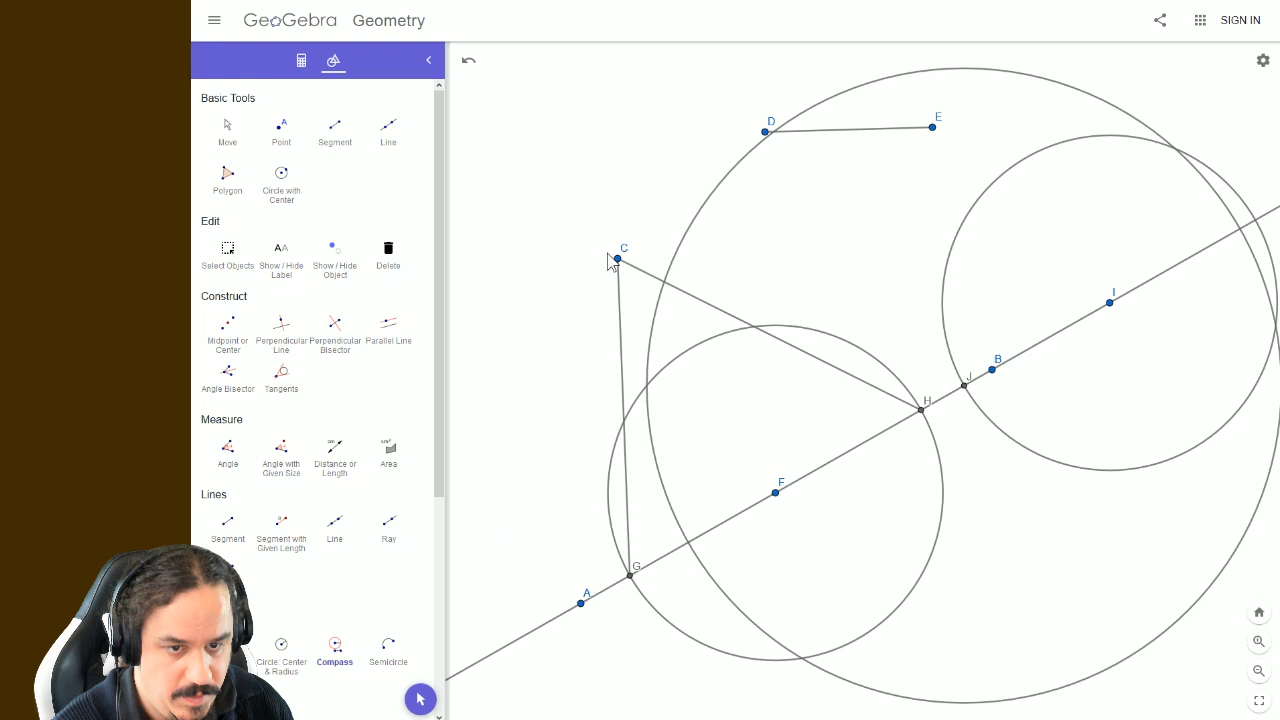 GeoGebra Geometry
SIGN IN
Basic Tools
Move
Point
Segment
Line
Polygon
Circle with
Center
Edit
Select Objects
AA
Show / Hide
Label
Show / Hide
Object
Delete
Construct
Midpoint or
Center
Perpendicular
Line
Perpendicular
Bisector
Parallel Line
Angle Bisector
Tangents
Measure
Angle
Angle with
Given Size
Distance or
Length
Area
Lines
Segment
Segment with
Given Length
Line
Ray
Circle: Center
& Radius
Compass
Semicircle
D
E
C
I
B
J
H
F
G
A